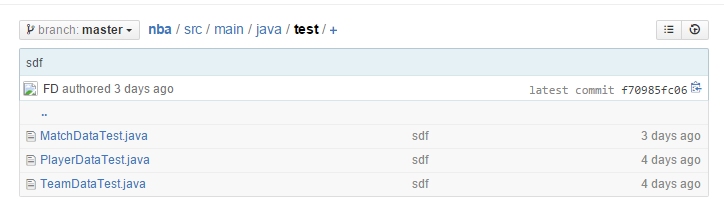 branch: master nba / src / main / java / test / +
sdf
FD authored 3 days ago latest commit f70985fc06
..
MatchDataTest.java sdf 3 days ago
PlayerDataTest.java sdf 4 days ago
TeamDataTest.java sdf 4 days ago